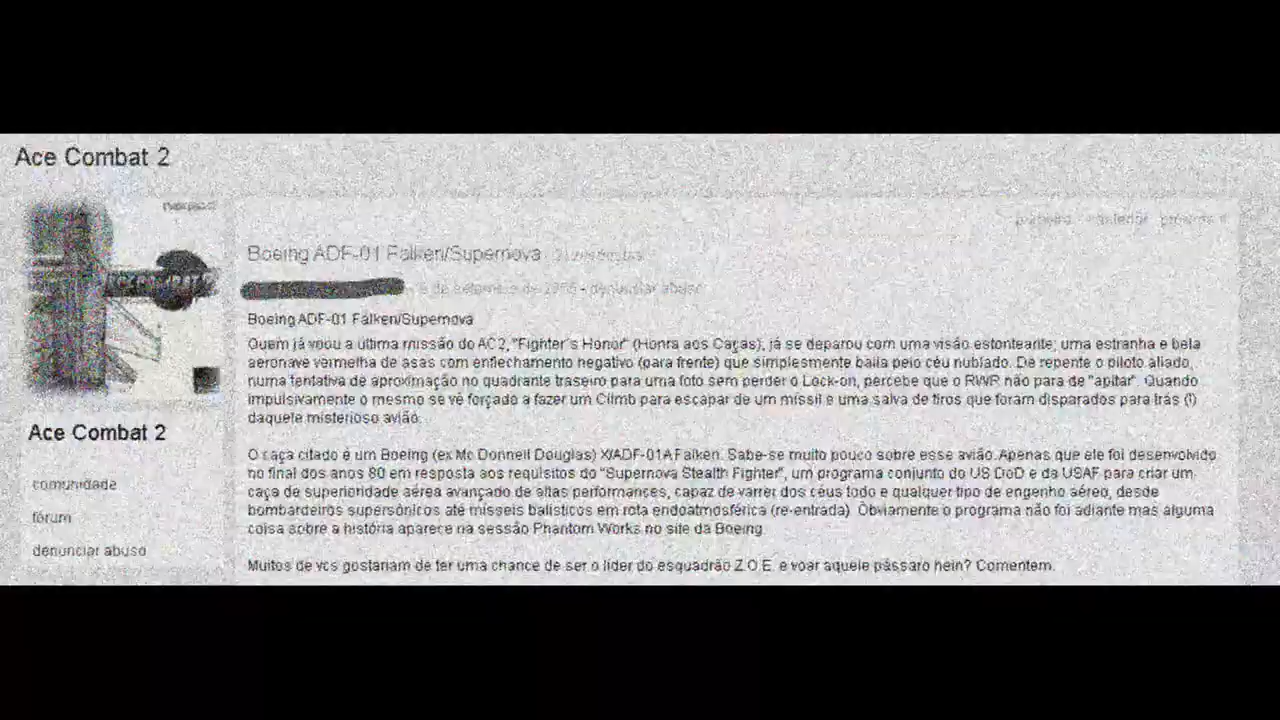 Ace Combat 2
primeiro anterior próxima
Boeing ADF-01 Falken/Supernova
de setembro de denunciar abuso
Boeing ADF-01 Falken/Supernova
Quem já voou a última missão do AC2, "Fighter's Honor" (Honra aos Caças), já se deparou com uma visão estonteante; uma estranha e bela
aeronave vermelha de asas com enflechamento negativo (para frente) que simplesmente baila pelo céu nublado. De repente o piloto aliado,
numa tentativa de aproximação no quadrante traseiro para uma foto sem perder o Lock-on, percebe que o RWR não para de "apitar". Quando
impulsivamente o mesmo se vê forçado a fazer um Climb para escapar de um míssil e uma salva de tiros que foram disparados para trás (!)
daquele misterioso avião.
O caça citado é um Boeing (ex Mc Donnell Douglas) X/ADF-01A Falken. Sabe-se muito pouco sobre esse avião. Apenas que ele foi desenvolvido
no final dos anos 80 em resposta aos requisitos do "Supernova Stealth Fighter", um programa conjunto do US DoD e da USAF para criar um
caça de superioridade aérea avançado de altas performances, capaz de varrer dos céus todo e qualquer tipo de engenho aéreo, desde
bombardeiros supersônicos até mísseis balísticos em rota endoatmosférica (re-entrada). Obviamente o programa não foi adiante mas alguma
coisa sobre a história aparece na sessão Phantom Works no site da Boeing.
Muitos de vcs gostariam de ter uma chance de ser o líder do esquadrão Z.O.E. e voar aquele pássaro hein? Comentem.
Ace Combat 2
comunidade
fórum
denunciar abuso